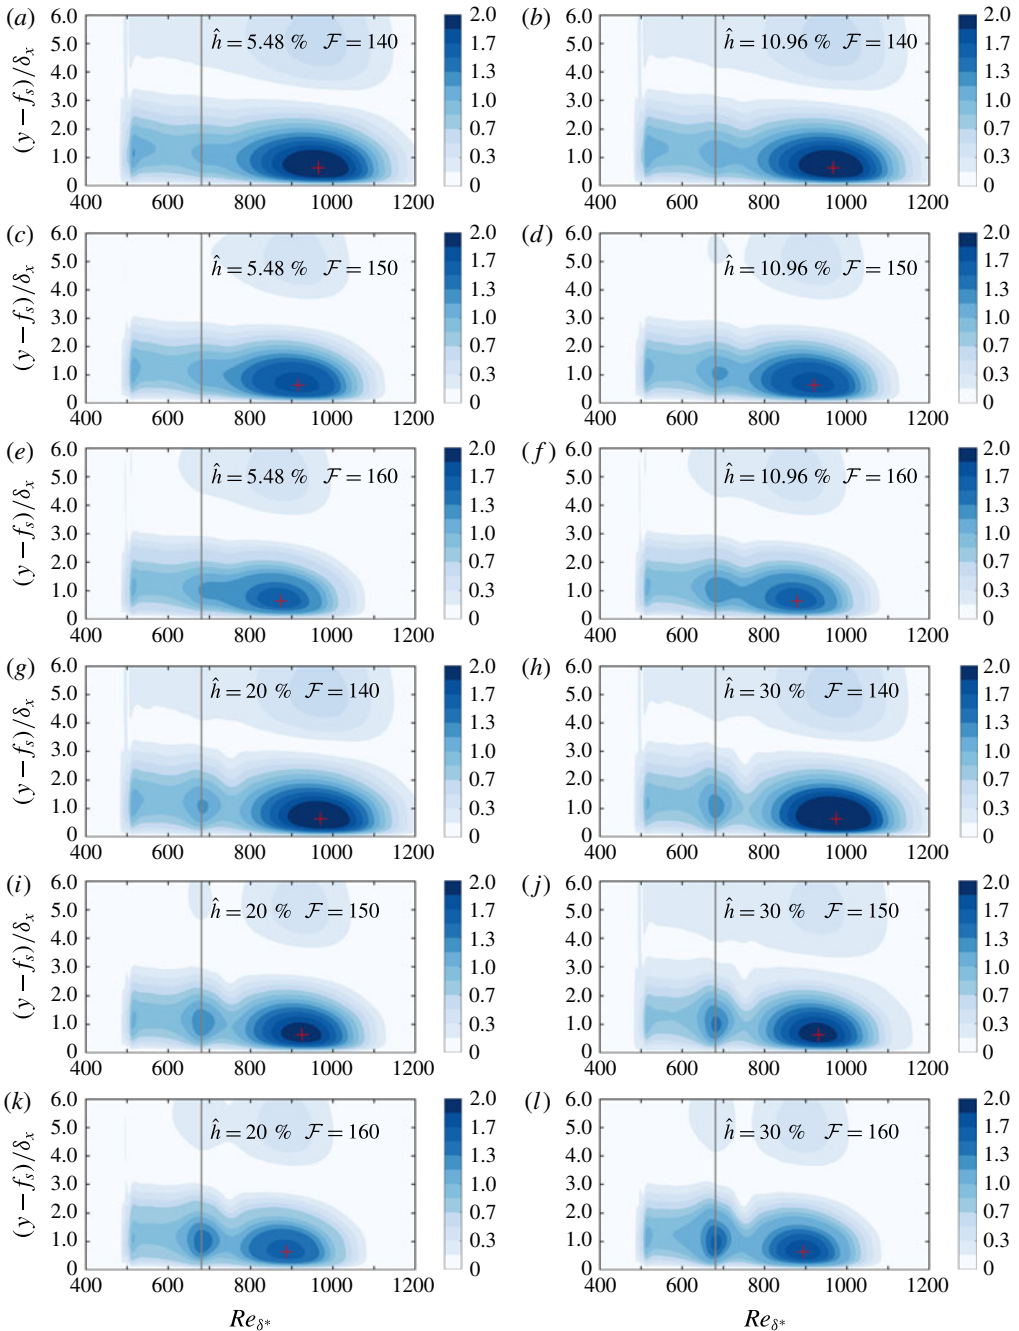 (a) (b)
ĥ = 5.48 % ℱ = 140
ĥ = 10.96 % ℱ = 140
(y − f_s)/δ_x
6.0 5.0 4.0 3.0 2.0 1.0 0
400 600 800 1000 1200
2.0 1.7 1.3 1.0 0.7 0.3 0
6.0 5.0 4.0 3.0 2.0 1.0 0
400 600 800 1000 1200
2.0 1.7 1.3 1.0 0.7 0.3 0
(c) (d)
ĥ = 5.48 % ℱ = 150
ĥ = 10.96 % ℱ = 150
(y − f_s)/δ_x
6.0 4.0 2.0 1.0 0
400 600 800 1000 1200
2.0 1.7 1.3 1.0 0.7 0.3 0
6.0 5.0 4.0 3.0 2.0 1.0 0
400 600 800 1000 1200
2.0 1.7 1.3 1.0 0.7 0.3 0
(e) (f)
ĥ = 5.48 % ℱ = 160
ĥ = 10.96 % ℱ = 160
(y − f_s)/δ_x
6.0 5.0 4.0 3.0 2.0 1.0 0
400 600 800 1000 1200
2.0 1.7 1.3 1.0 0.7 0.3 0
6.0 5.0 4.0 3.0 2.0 1.0 0
400 600 800 1000 1200
2.0 1.7 1.3 1.0 0.7 0.3 0
(g) (h)
ĥ = 20 % ℱ = 140
ĥ = 30 % ℱ = 140
(y − f_s)/δ_x
6.0 5.0 4.0 3.0 2.0 1.0 0
400 600 800 1000 1200
2.0 1.7 1.3 1.0 0.7 0.3 0
6.0 5.0 4.0 3.0 2.0 1.0 0
400 600 800 1000 1200
2.0 1.7 1.3 1.0 0.7 0.3 0
(i) (j)
ĥ = 20 % ℱ = 150
ĥ = 30 % ℱ = 150
(y − f_s)/δ_x
6.0 5.0 4.0 3.0 2.0 1.0 0
400 600 800 1000 1200
2.0 1.7 1.3 1.0 0.7 0.3 0
6.0 5.0 4.0 3.0 2.0 1.0 0
400 600 800 1000 1200
2.0 1.7 1.3 1.0 0.7 0.3 0
(k) (l)
ĥ = 20 % ℱ = 160
ĥ = 30 % ℱ = 160
(y − f_s)/δ_x
6.0 5.0 4.0 3.0 2.0 1.0 0
400 600 800 1000 1200
2.0 1.7 1.3 1.0 0.7 0.3 0
6.0 5.0 4.0 3.0 2.0 1.0 0
400 600 800 1000 1200
2.0 1.7 1.3 1.0 0.7 0.3 0
Re_δ* Re_δ*